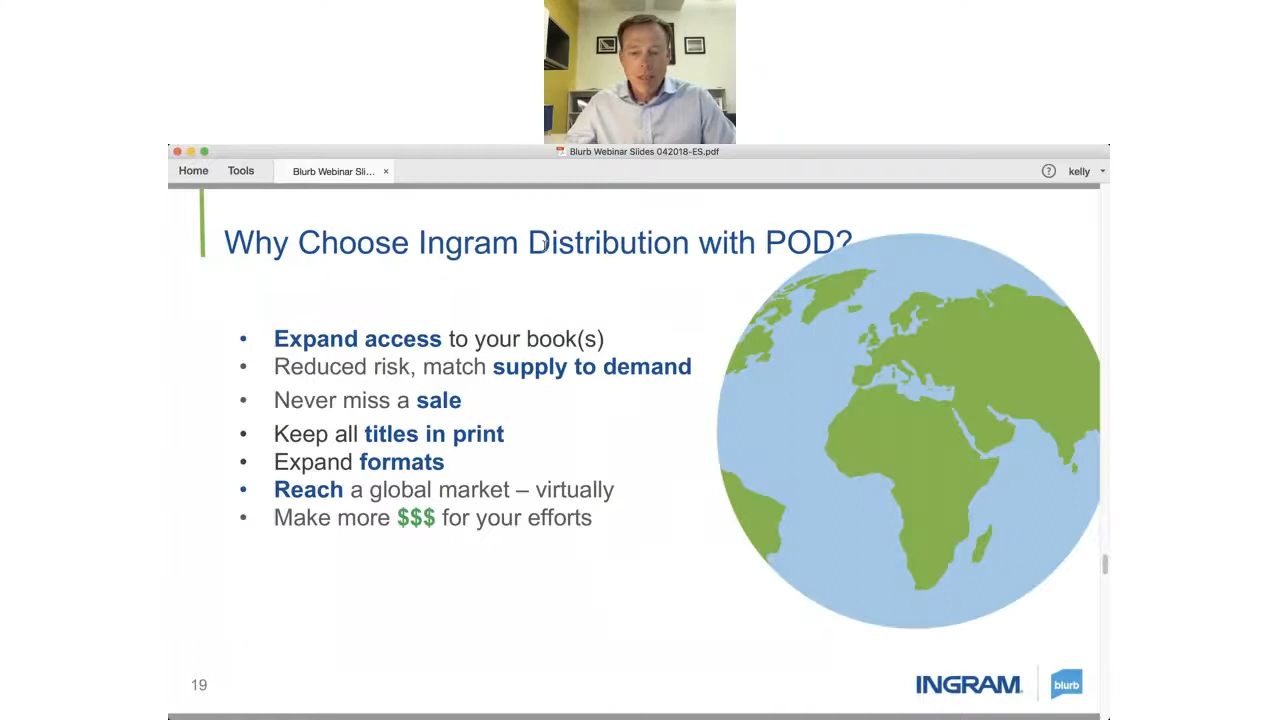 Blurb Webinar Slides 042018-ES.pdf
Home Tools Blurb Webinar Sli... × ? kelly
Why Choose Ingram Distribution with POD?
• Expand access to your book(s)
• Reduced risk, match supply to demand
• Never miss a sale
• Keep all titles in print
• Expand formats
• Reach a global market – virtually
• Make more $$$ for your efforts
19 INGRAM blurb